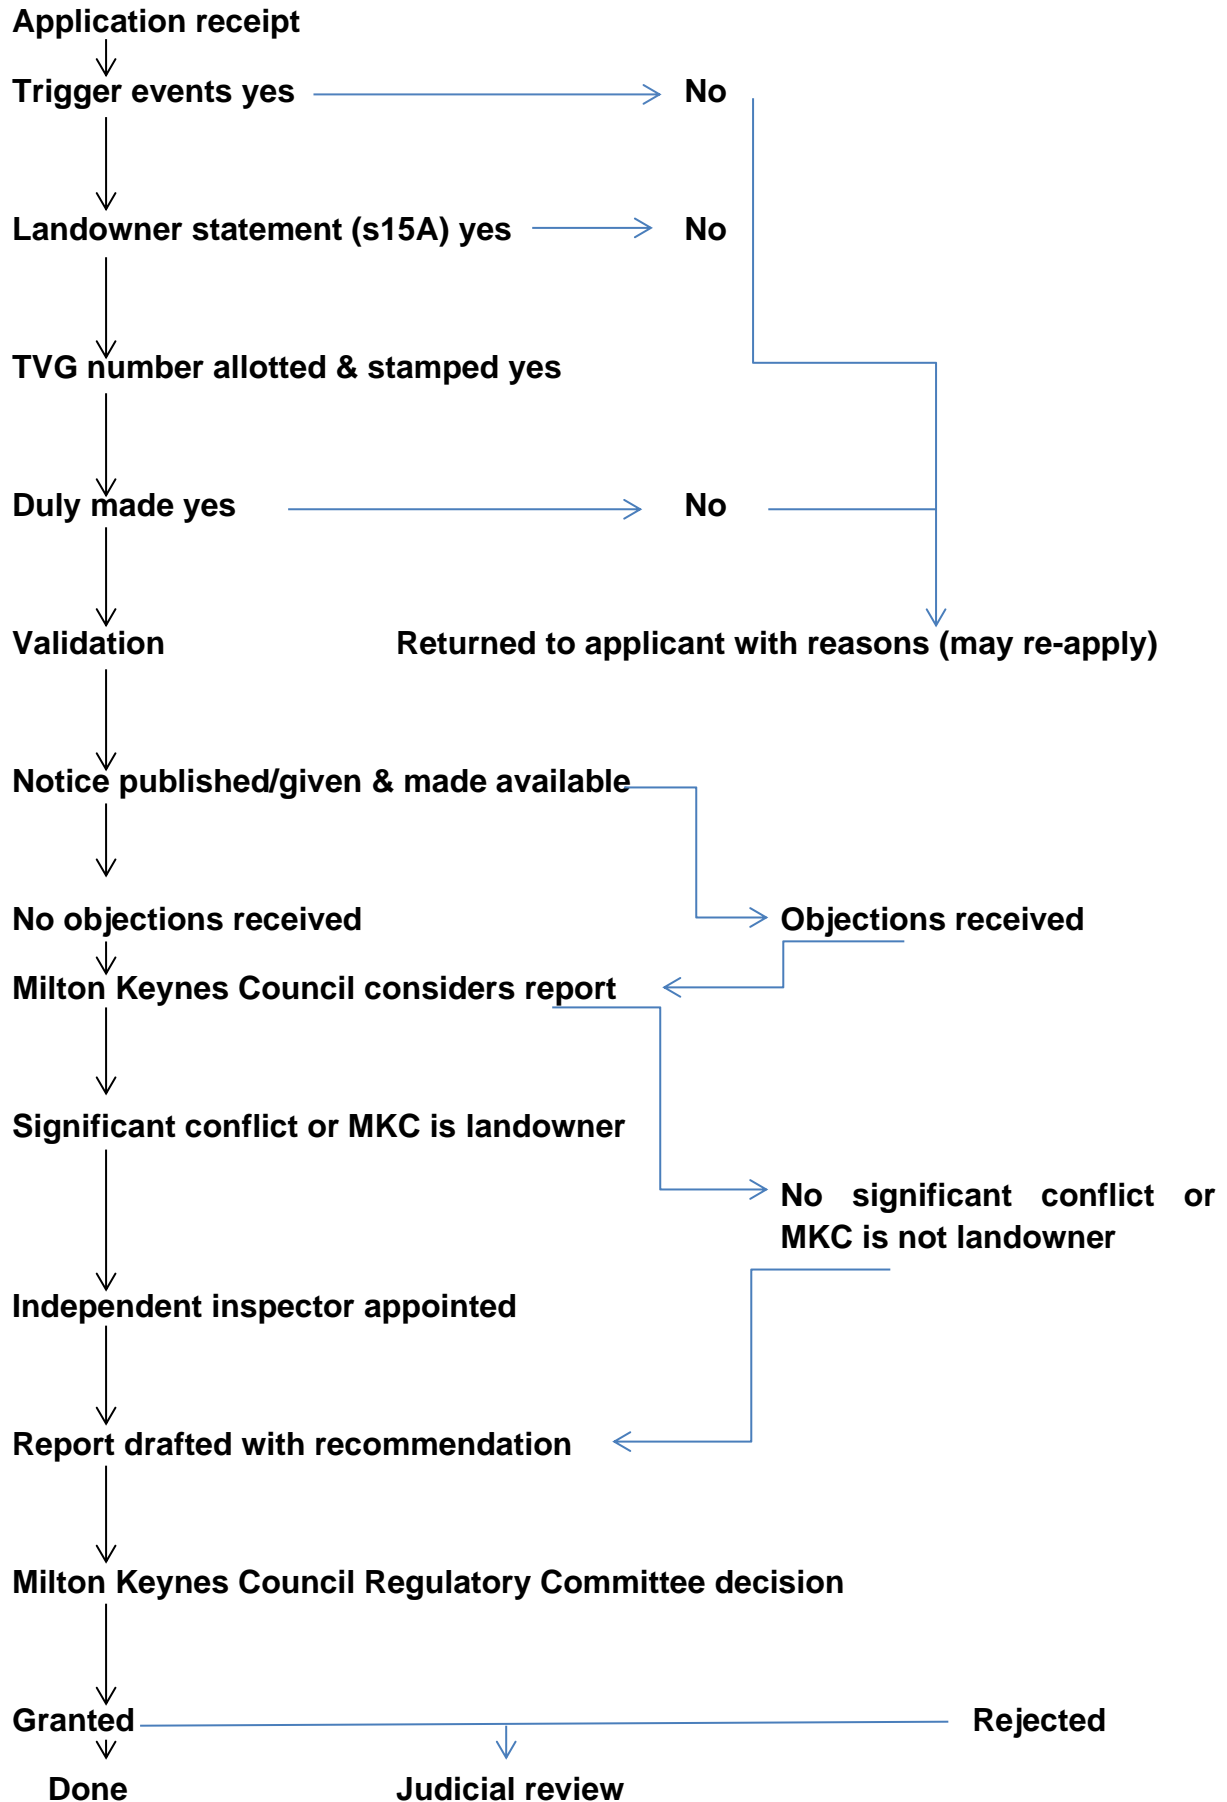 Application receipt
Trigger events yes No
Landowner statement (s15A) yes No
TVG number allotted & stamped yes
Duly made yes No
Validation Returned to applicant with reasons (may re-apply)
Notice published/given & made available
No objections received Objections received
Milton Keynes Council considers report
Significant conflict or MKC is landowner
No significant conflict or
MKC is not landowner
Independent inspector appointed
Report drafted with recommendation
Milton Keynes Council Regulatory Committee decision
Granted Rejected
Done Judicial review